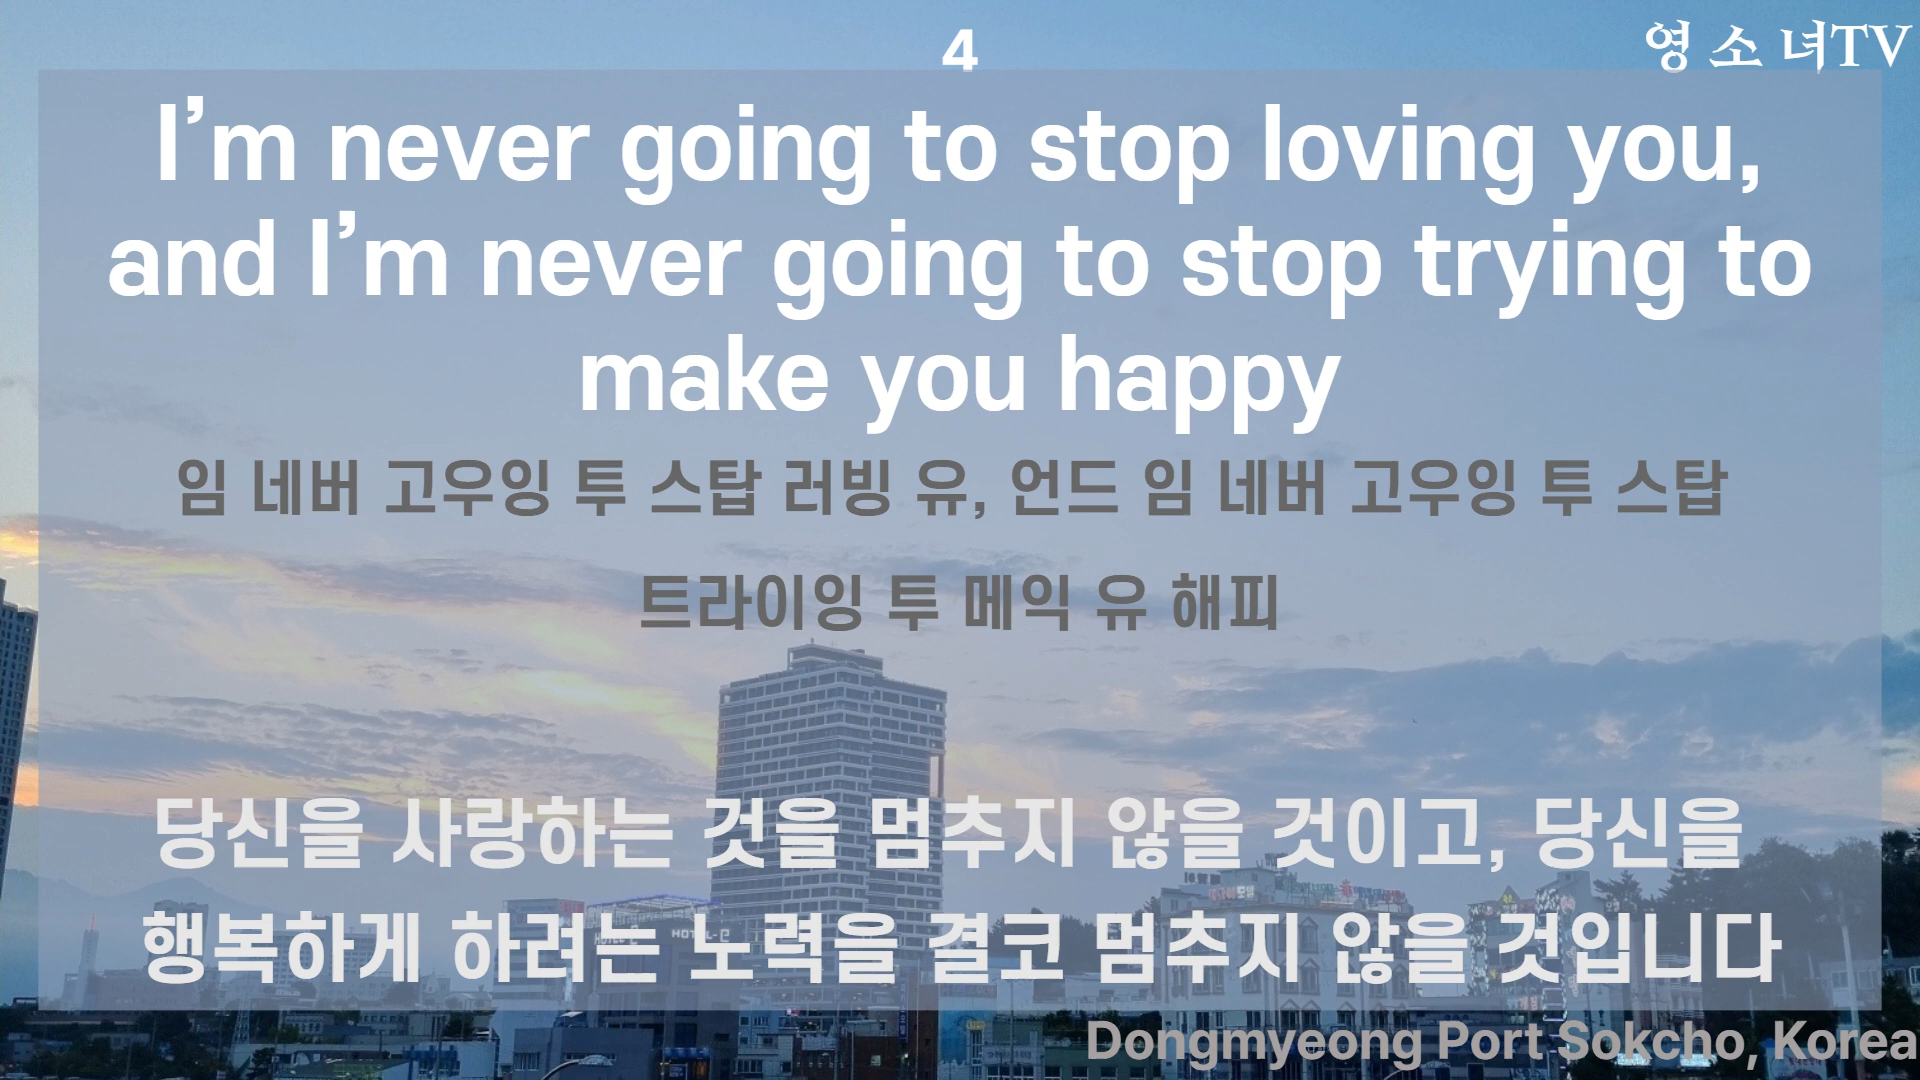 4
영 소 녀TV
I’m never going to stop loving you,
and I’m never going to stop trying to
make you happy
임 네버 고우잉 투 스탑 러빙 유, 언드 임 네버 고우잉 투 스탑
트라이잉 투 메익 유 해피
당신을 사랑하는 것을 멈추지 않을 것이고, 당신을
행복하게 하려는 노력을 결코 멈추지 않을 것입니다
Dongmyeong Port Sokcho, Korea